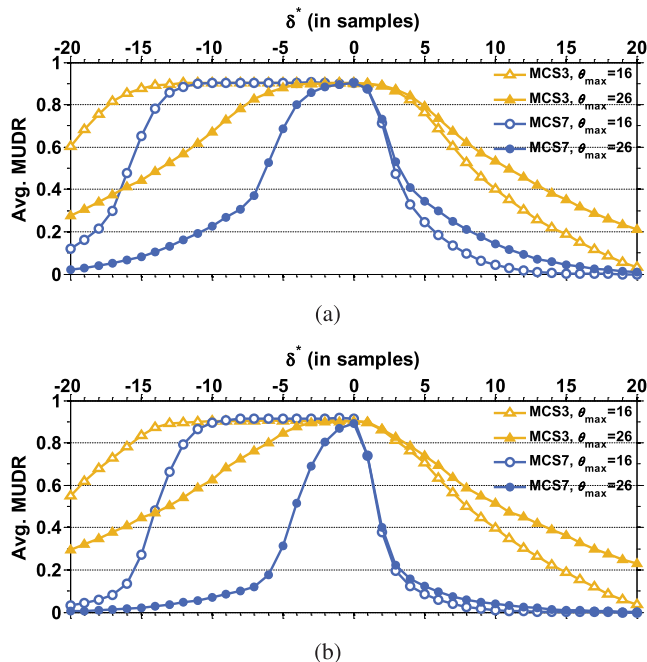 δ* (in samples)
-20 -15 -10 -5 0 5 10 15 20
1
0.8
0.6
0.4
0.2
0
Avg. MUDR
MCS3, θmax=16
MCS3, θmax=26
MCS7, θmax=16
MCS7, θmax=26
(a)
δ* (in samples)
-20 -15 -10 -5 0 5 10 15 20
1
0.8
0.6
0.4
0.2
0
Avg. MUDR
MCS3, θmax=16
MCS3, θmax=26
MCS7, θmax=16
MCS7, θmax=26
(b)